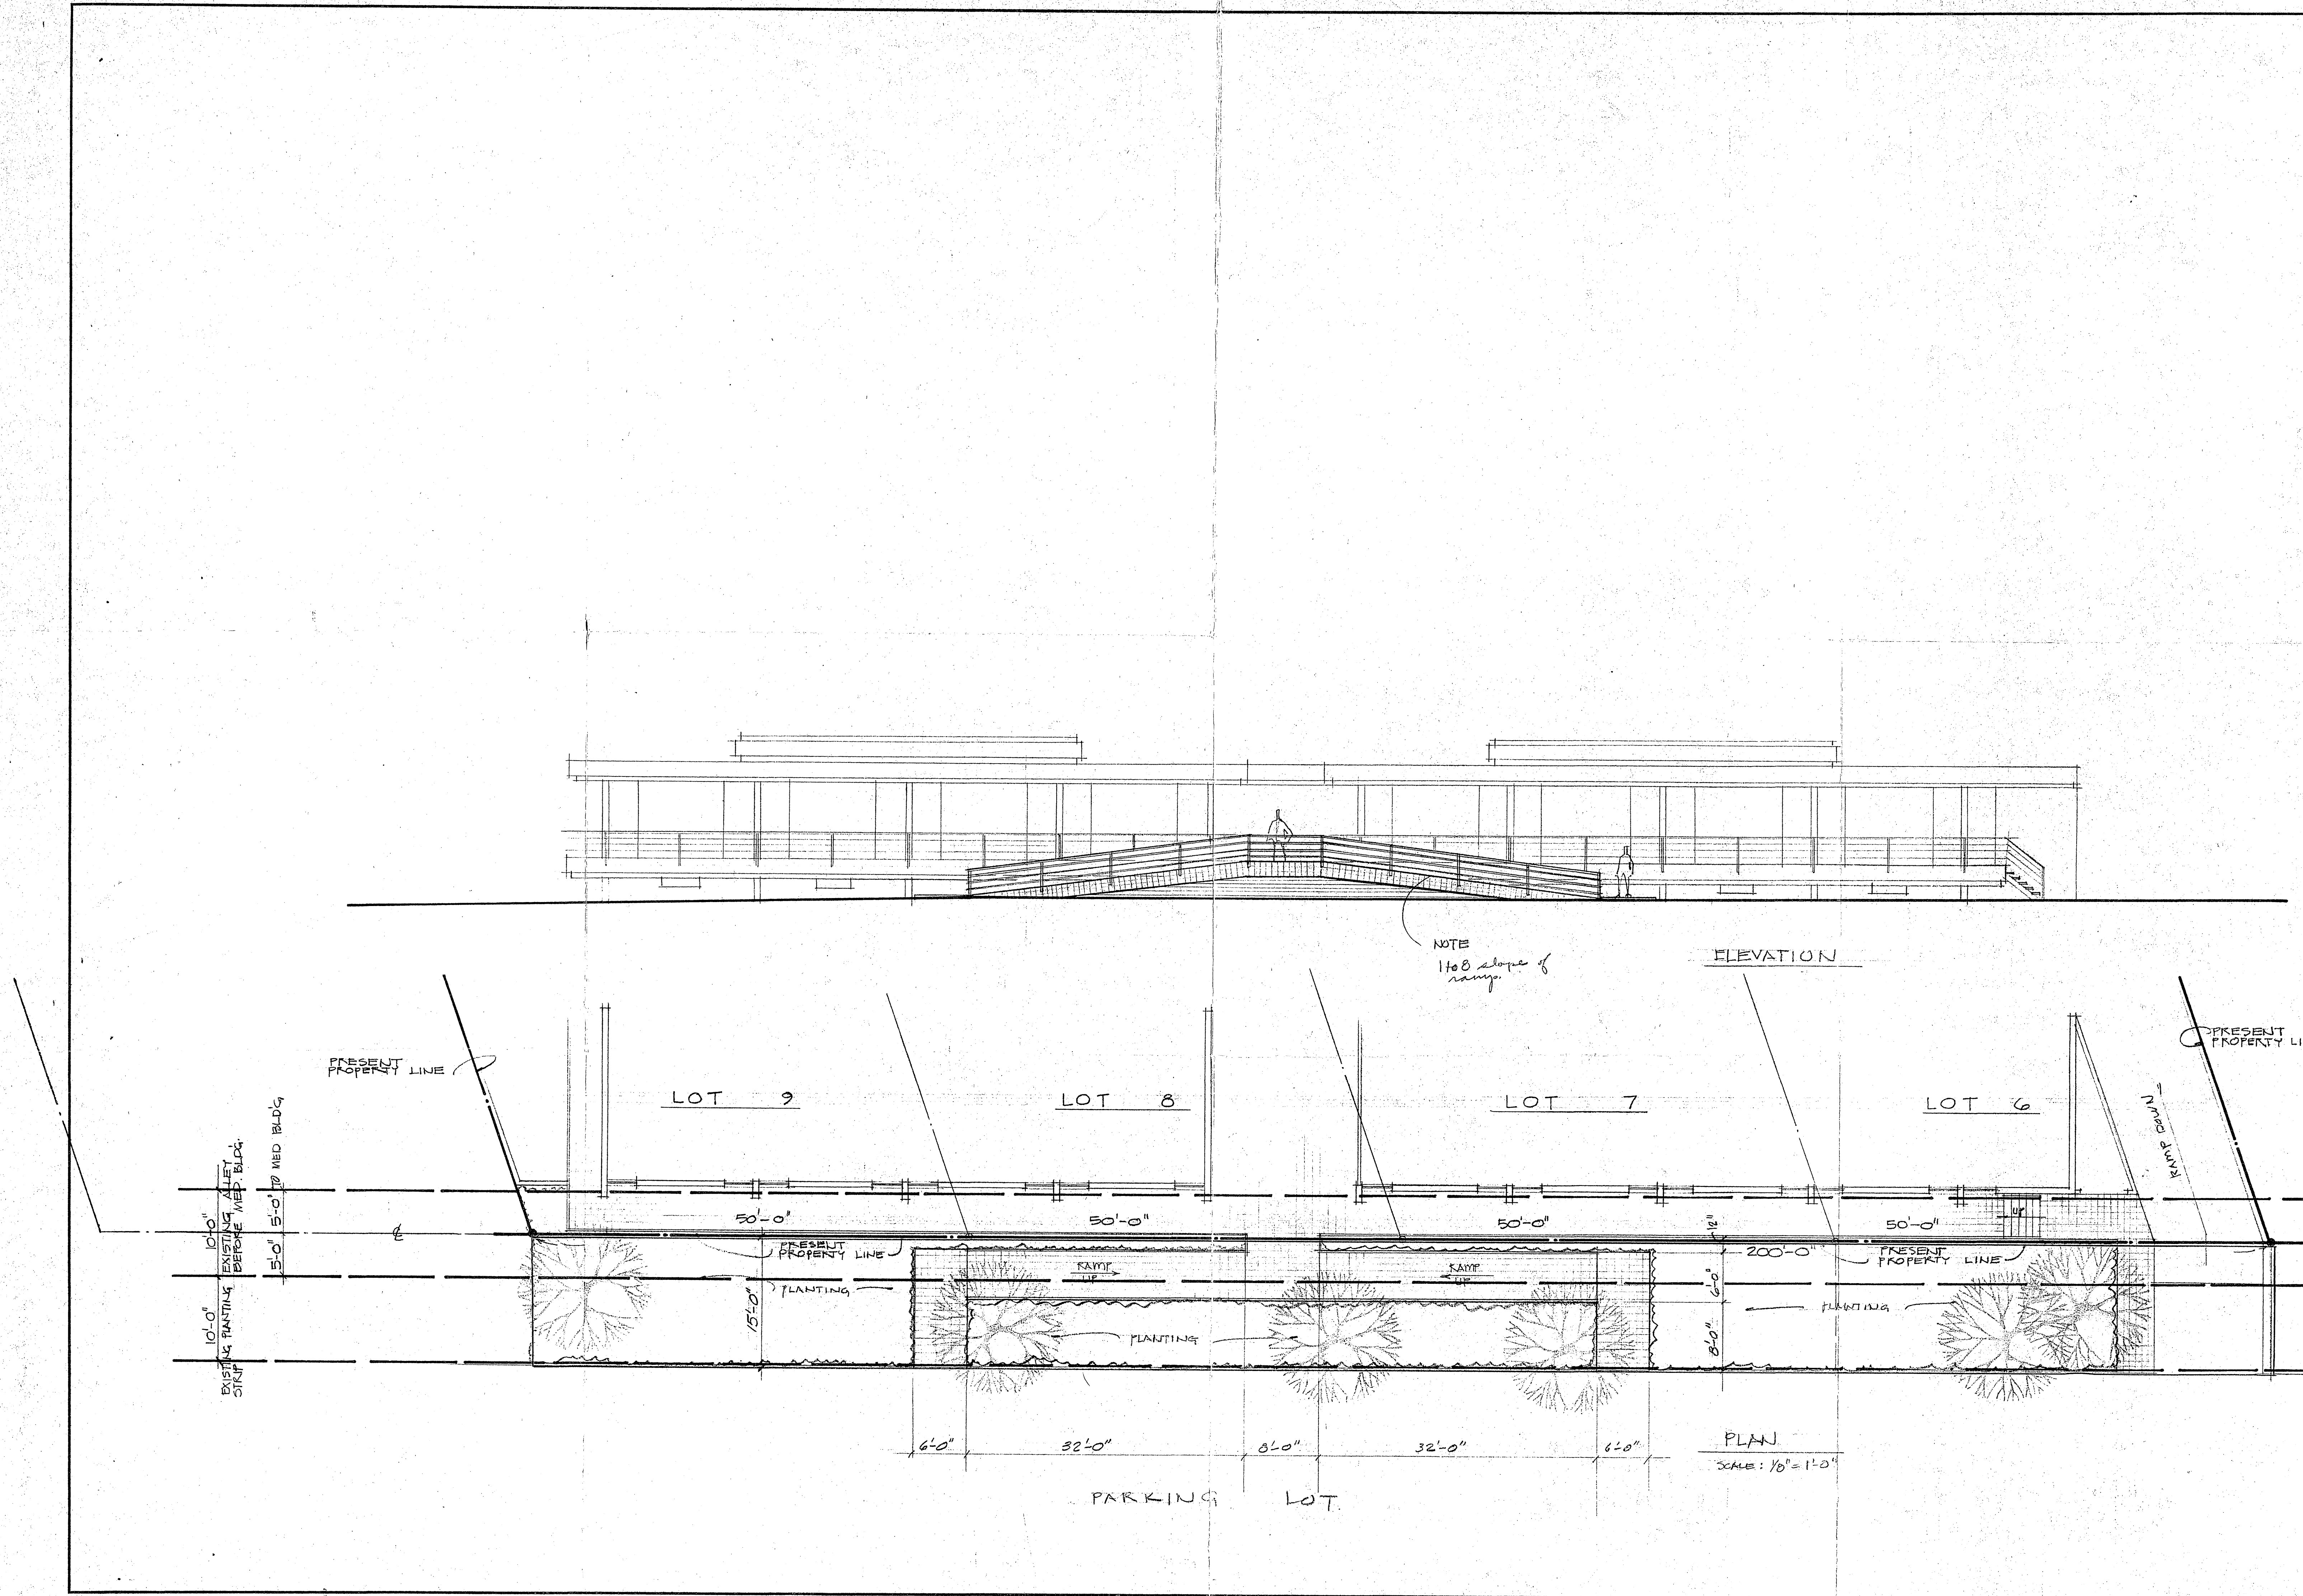 NOTE
1 to 8 slope of
ramp.
ELEVATION
PRESENT
PROPERTY LINE
PRESENT
PROPERTY LI
LOT 9
LOT 8
LOT 7
LOT 6
RAMP DOWN
10'-0"
EXISTING ALLEY
BEFORE MED. BLDG.
5'-0" 5'-0" TO MED BLDG,
10'-0"
EXISTING PLANTING
STRIP
℄
50'-0"
50'-0"
50'-0"
50'-0"
UP
12"
200'-0"
PRESENT
PROPERTY LINE
PRESENT
PROPERTY LINE
RAMP
UP
RAMP
UP
PLANTING
PLANTING
PLANTING
15'-0"
6'-0"
8'-0"
6'-0"
32'-0"
8'-0"
32'-0"
6'-0"
PLAN
SCALE: 1/8" = 1'-0"
PARKING LOT.